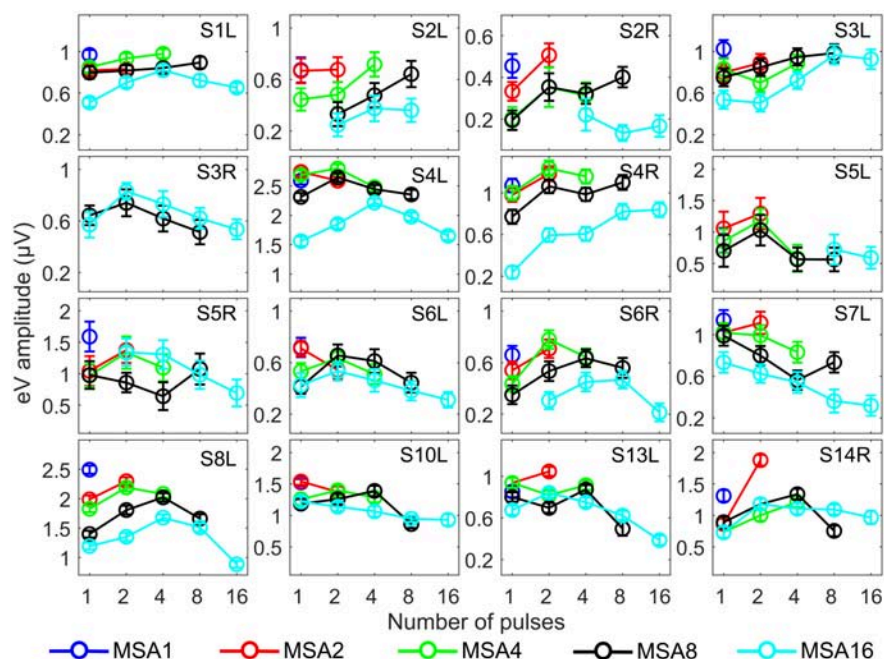 S1L
S2L
S2R
S3L
1
0.6
0.2
1
0.6
0.2
0.6
0.4
0.2
1
0.6
0.2
S3R
S4L
S4R
S5L
1
0.6
0.2
2.5
2
1.5
1
1
0.6
0.2
2
1.5
1
0.5
eV amplitude (µV)
S5R
S6L
S6R
S7L
2
1.5
1
0.5
1
0.6
0.2
1
0.6
0.2
1
0.6
0.2
S8L
S10L
S13L
S14R
2.5
2
1.5
1
2
1.5
1
0.5
1
0.6
0.2
2
1.5
1
0.5
1 2 4 8 16 1 2 4 8 16 1 2 4 8 16 1 2 4 8 16
Number of pulses
MSA1 MSA2 MSA4 MSA8 MSA16